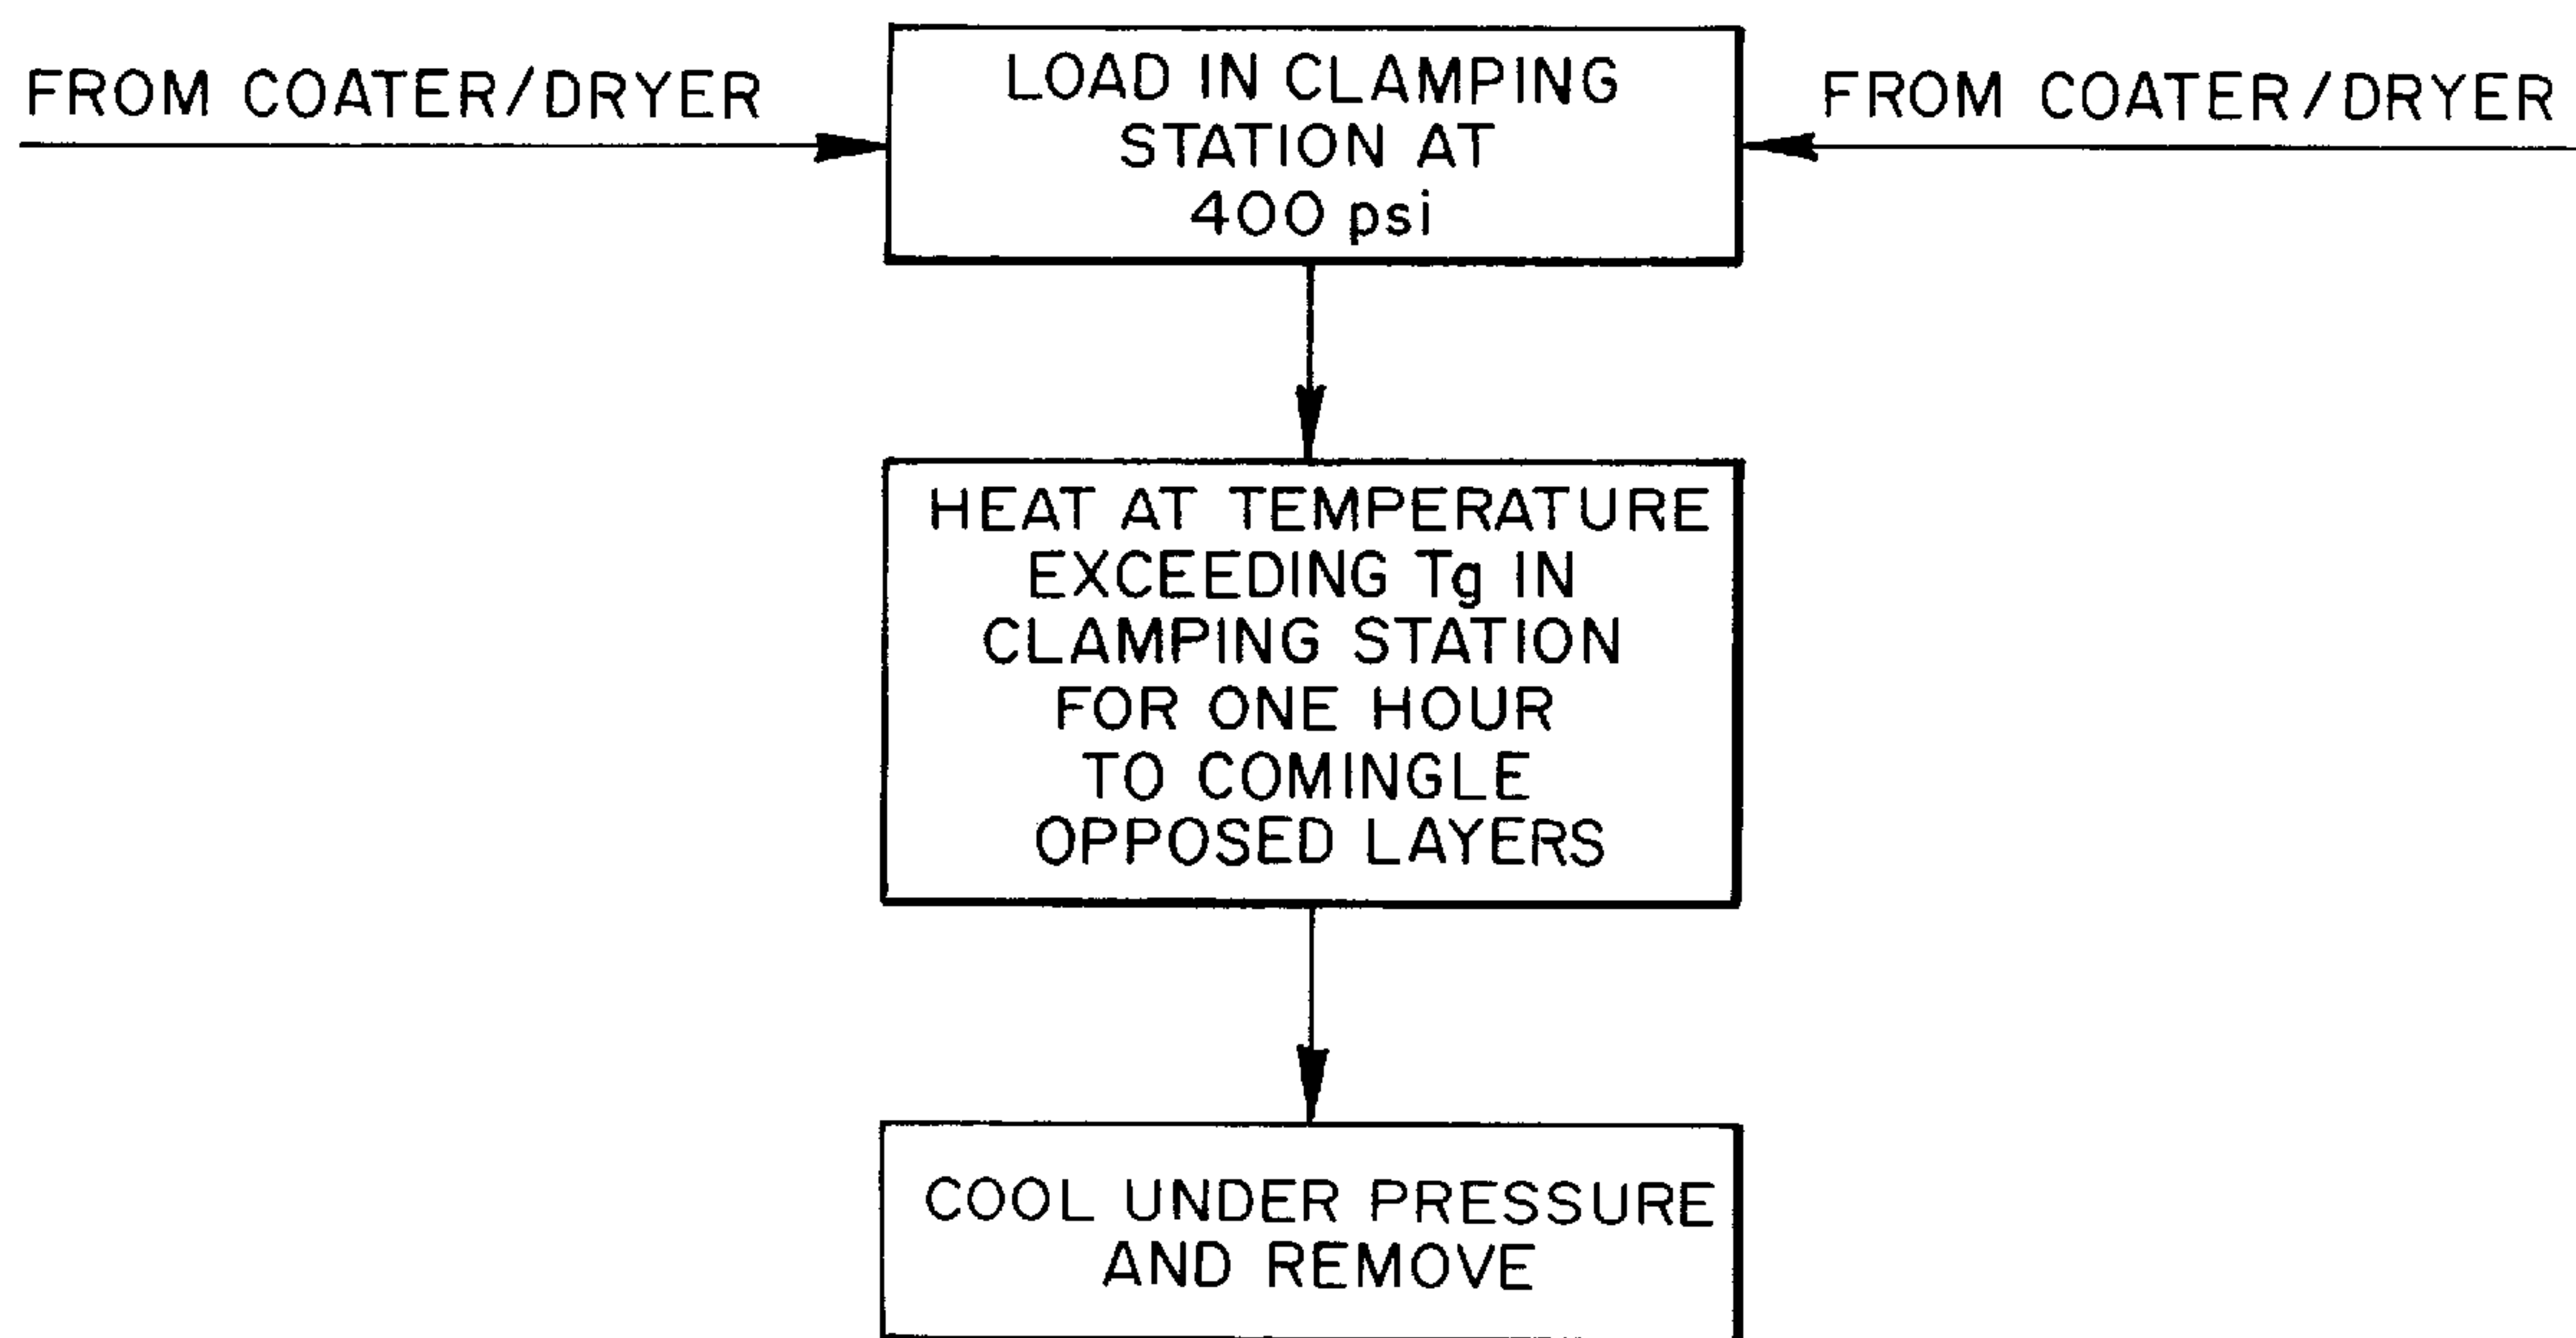 FROM COATER/DRYER
LOAD IN CLAMPING
STATION AT
400 psi
FROM COATER/DRYER
HEAT AT TEMPERATURE
EXCEEDING Tg IN
CLAMPING STATION
FOR ONE HOUR
TO COMINGLE
OPPOSED LAYERS
COOL UNDER PRESSURE
AND REMOVE